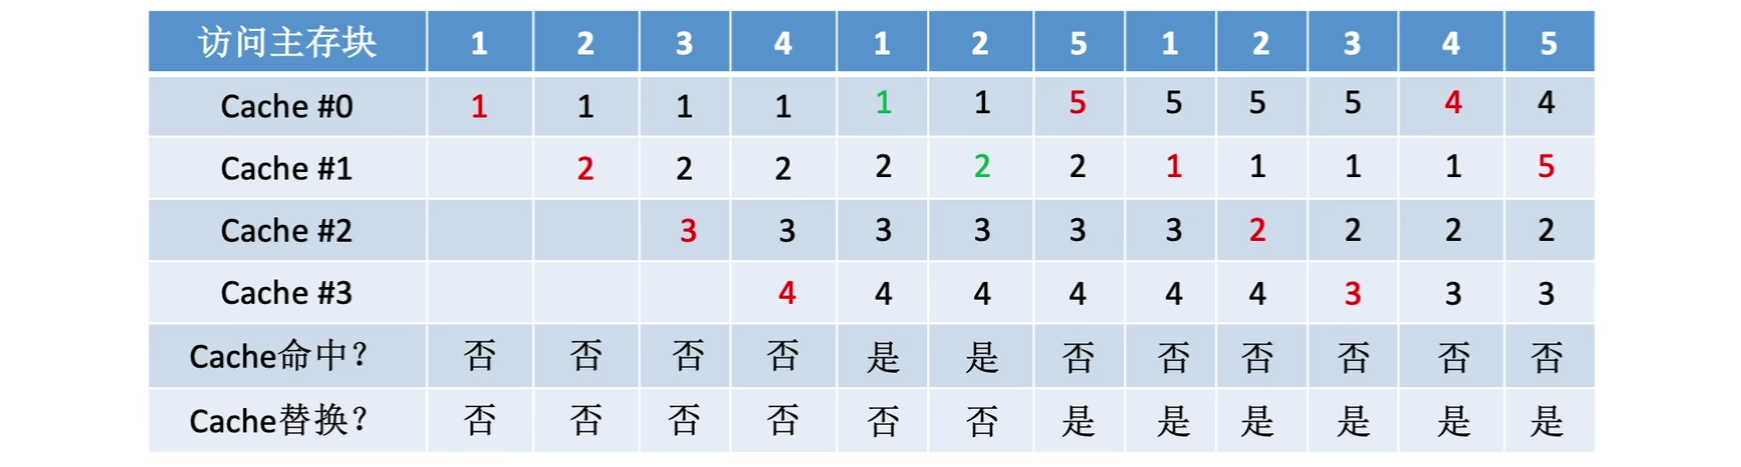 访问主存块 1 2 3 4 1 2 5 1 2 3 4 5
Cache #0 1 1 1 1 1 1 5 5 5 5 4 4
Cache #1 2 2 2 2 2 2 1 1 1 1 5
Cache #2 3 3 3 3 3 3 2 2 2 2
Cache #3 4 4 4 4 4 4 3 3 3
Cache命中? 否 否 否 否 是 是 否 否 否 否 否 否
Cache替换? 否 否 否 否 否 否 是 是 是 是 是 是